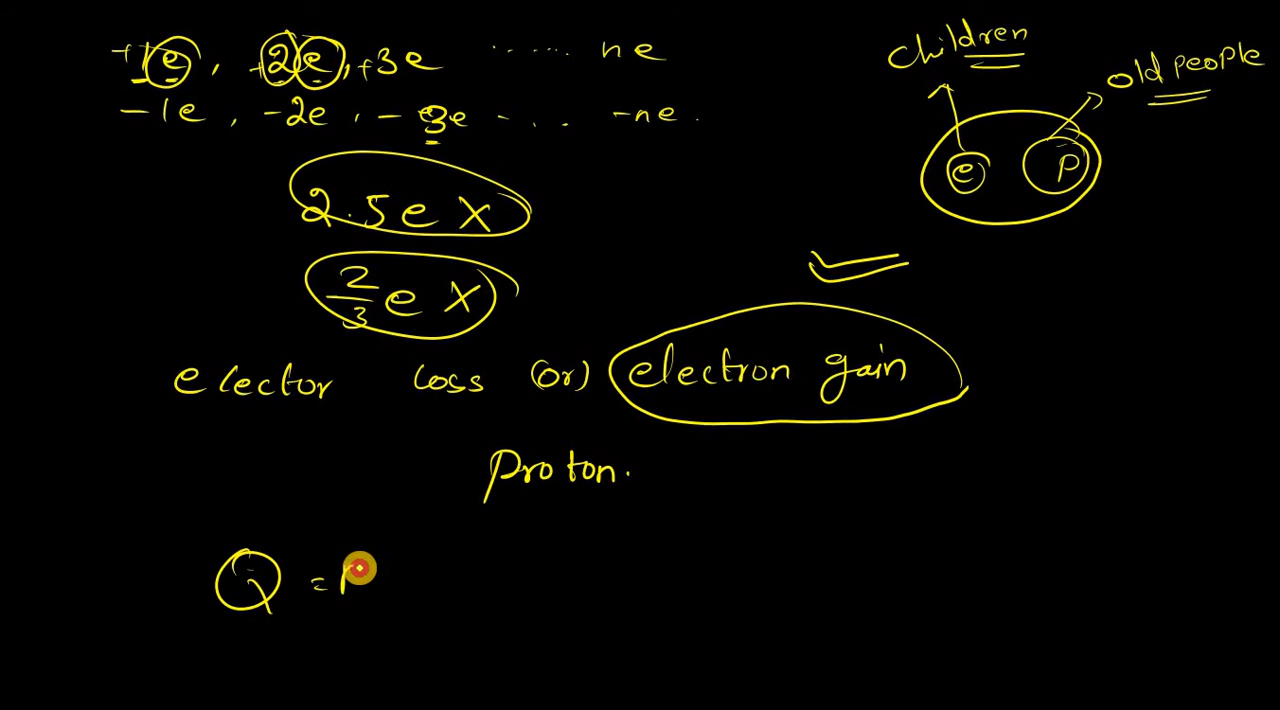 +1e, +2e, +3e ...... ne
-1e, -2e, -3e -... -ne.
children
old people
e p
2.5e X
2/3 e X
elector loss (or) electron gain
proton.
Q =